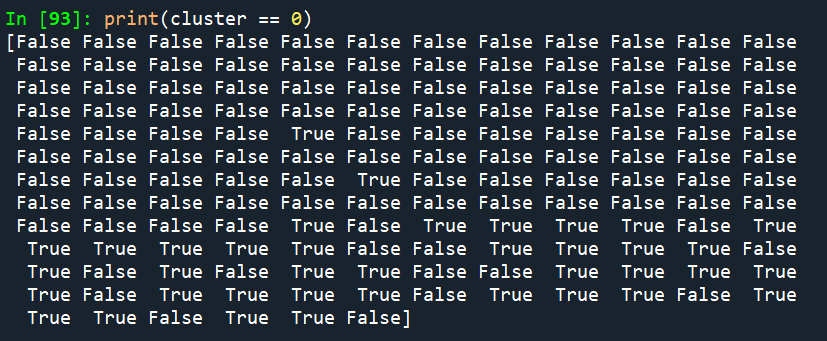 In [93]: print(cluster == 0)
[False False False False False False False False False False False False
False False False False False False False False False False False False
False False False False False False False False False False False False
False False False False False False False False False False False False
False False False False True False False False False False False False
False False False False False False False False False False False False
False False False False False True False False False False False False
False False False False False False False False False False False False
False False False False True False True True True True False True
True True True True True False False True True True True False
True False True False True True False False True True True True
True False True True True True False True True True False True
True True False True True False]